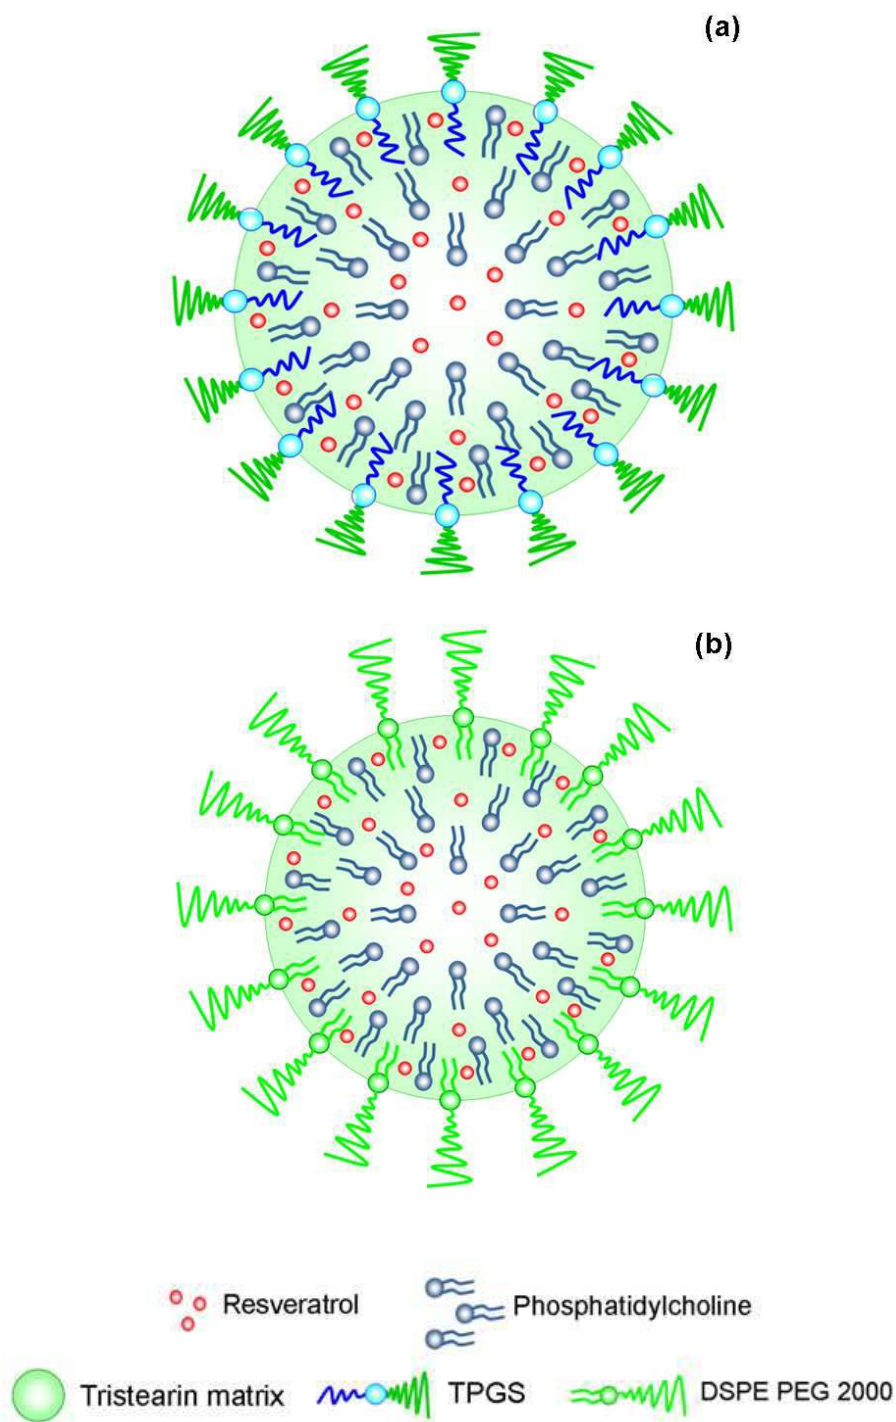 (a)
(b)
Resveratrol
Phosphatidylcholine
Tristearin matrix
TPGS
DSPE PEG 2000